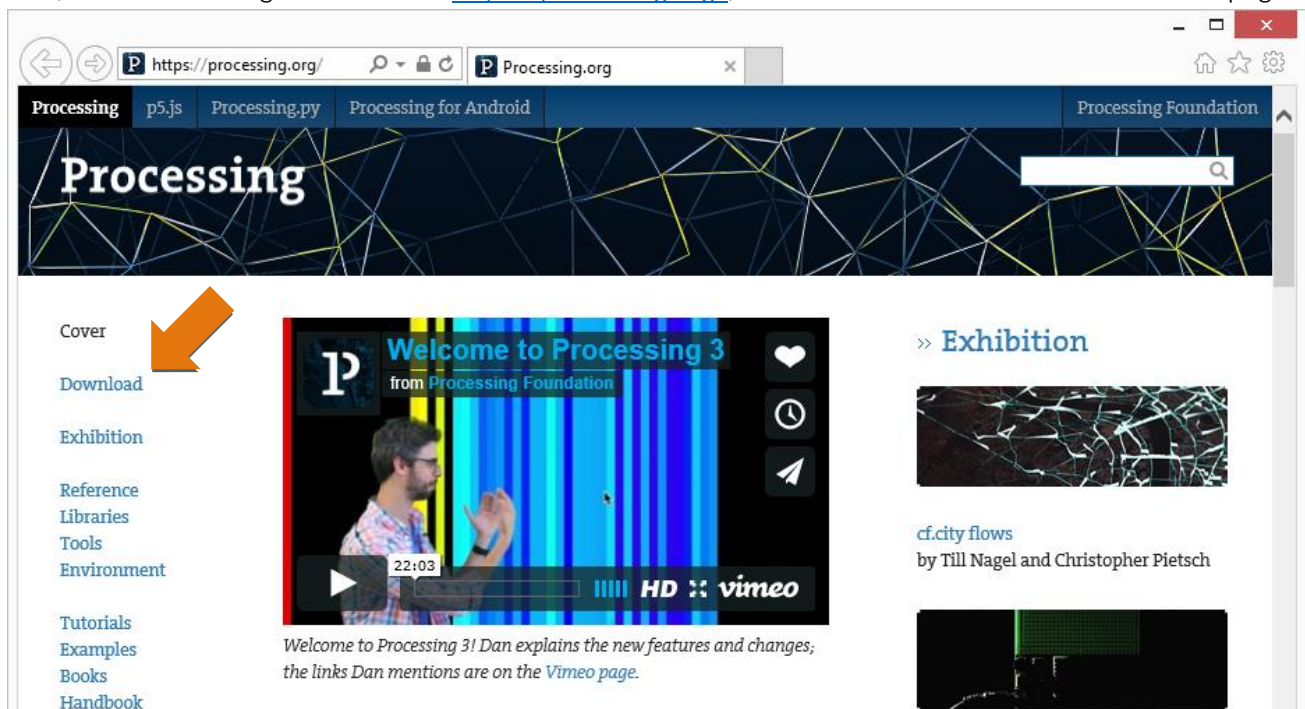 https://processing.org/
Processing.org
Processing p5.js Processing.py Processing for Android Processing Foundation
Processing
Cover
Download
Exhibition
Reference
Libraries
Tools
Environment
Tutorials
Examples
Books
Handbook
Welcome to Processing 3
from Processing Foundation
22:03
HD vimeo
Welcome to Processing 3! Dan explains the new features and changes;
the links Dan mentions are on the Vimeo page.
» Exhibition
cf.city flows
by Till Nagel and Christopher Pietsch